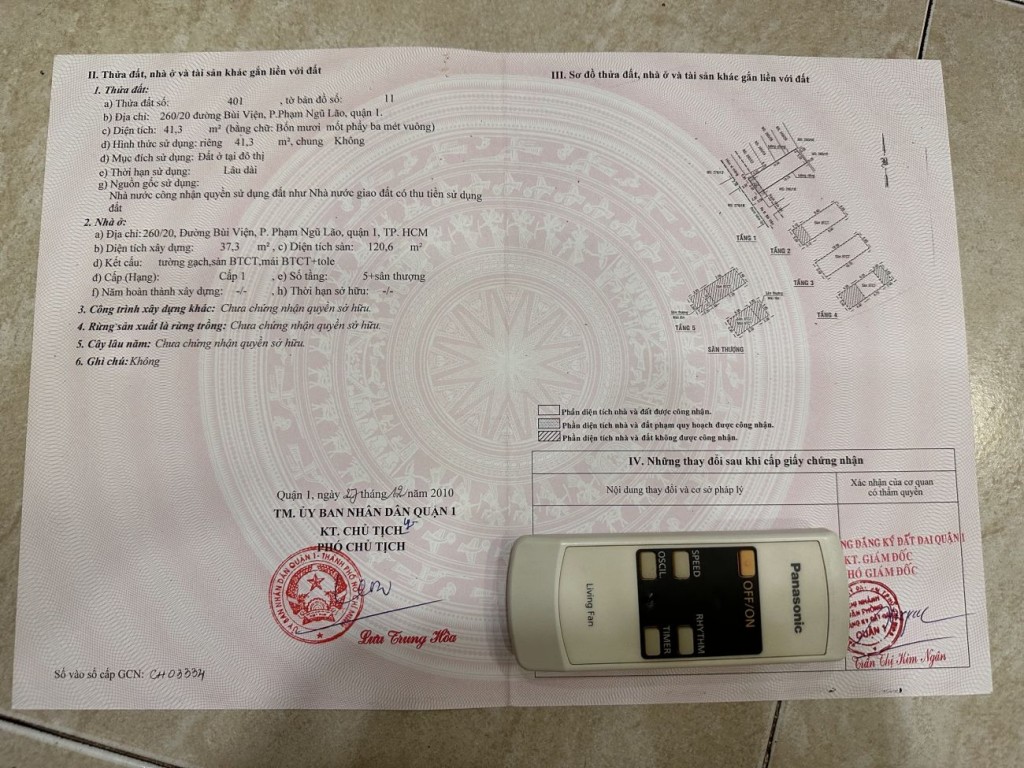 II. Thửa đất, nhà ở và tài sản khác gắn liền với đất
1. Thửa đất:
a) Thửa đất số: 401 , tờ bản đồ số: 11
b) Địa chỉ: 260/20 đường Bùi Viện, P.Phạm Ngũ Lão, quận 1.
c) Diện tích: 41,3 m² (bằng chữ: Bốn mươi mốt phẩy ba mét vuông)
d) Hình thức sử dụng: riêng 41,3 m², chung Không
đ) Mục đích sử dụng: Đất ở tại đô thị
e) Thời hạn sử dụng: Lâu dài
g) Nguồn gốc sử dụng:
Nhà nước công nhận quyền sử dụng đất như Nhà nước giao đất có thu tiền sử dụng
đất
2. Nhà ở:
a) Địa chỉ: 260/20, Đường Bùi Viện, P. Phạm Ngũ Lão, quận 1, TP. HCM
b) Diện tích xây dựng: 37,3 m² , c) Diện tích sàn: 120,6 m²
d) Kết cấu: tường gạch,sàn BTCT,mái BTCT+tole
đ) Cấp (Hạng): Cấp 1 , e) Số tầng: 5+sân thượng
f) Năm hoàn thành xây dựng: -/- , h) Thời hạn sở hữu: -/-
3. Công trình xây dựng khác: Chưa chứng nhận quyền sở hữu.
4. Rừng sản xuất là rừng trồng: Chưa chứng nhận quyền sở hữu.
5. Cây lâu năm: Chưa chứng nhận quyền sở hữu.
6. Ghi chú: Không
Quận 1, ngày 27 tháng 12 năm 2010
TM. ỦY BAN NHÂN DÂN QUẬN 1
KT. CHỦ TỊCH
PHÓ CHỦ TỊCH
Lưu Trung Hòa
Số vào sổ cấp GCN: CH03334
III. Sơ đồ thửa đất, nhà ở và tài sản khác gắn liền với đất
TẦNG 1
TẦNG 2
TẦNG 3
TẦNG 4
TẦNG 5
SÂN THƯỢNG
Phần diện tích nhà và đất được công nhận.
Phần diện tích nhà và đất phạm quy hoạch được công nhận.
Phần diện tích nhà và đất không được công nhận.
IV. Những thay đổi sau khi cấp giấy chứng nhận
Nội dung thay đổi và cơ sở pháp lý
Xác nhận của cơ quan
có thẩm quyền
NG ĐĂNG KÝ ĐẤT ĐAI QUẬN 1
KT. GIÁM ĐỐC
HÓ GIÁM ĐỐC
Trần Thị Kim Ngân
Panasonic
OFF/ON
SPEED
RHYTHM
OSCIL
TIMER
Living Fan